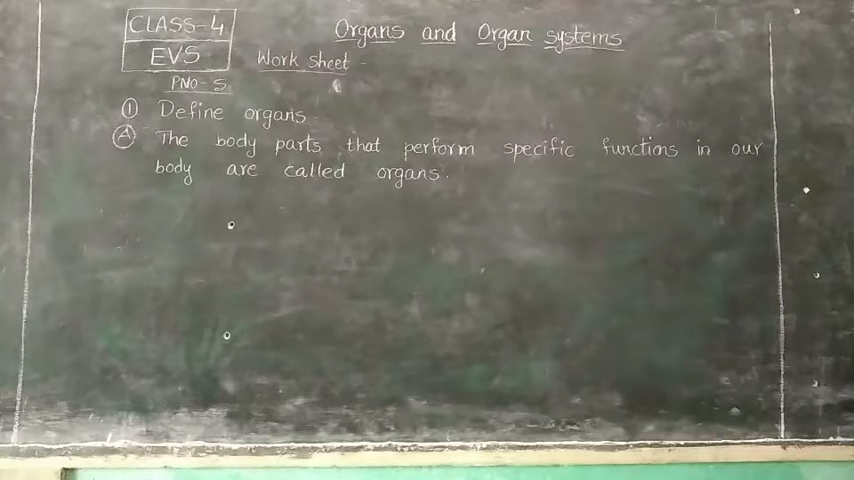 CLASS-4 Organs and Organ systems
EVS Work sheet -
PNO-5
① Define organs.
Ⓐ The body parts that perform specific functions in our
body are called organs.